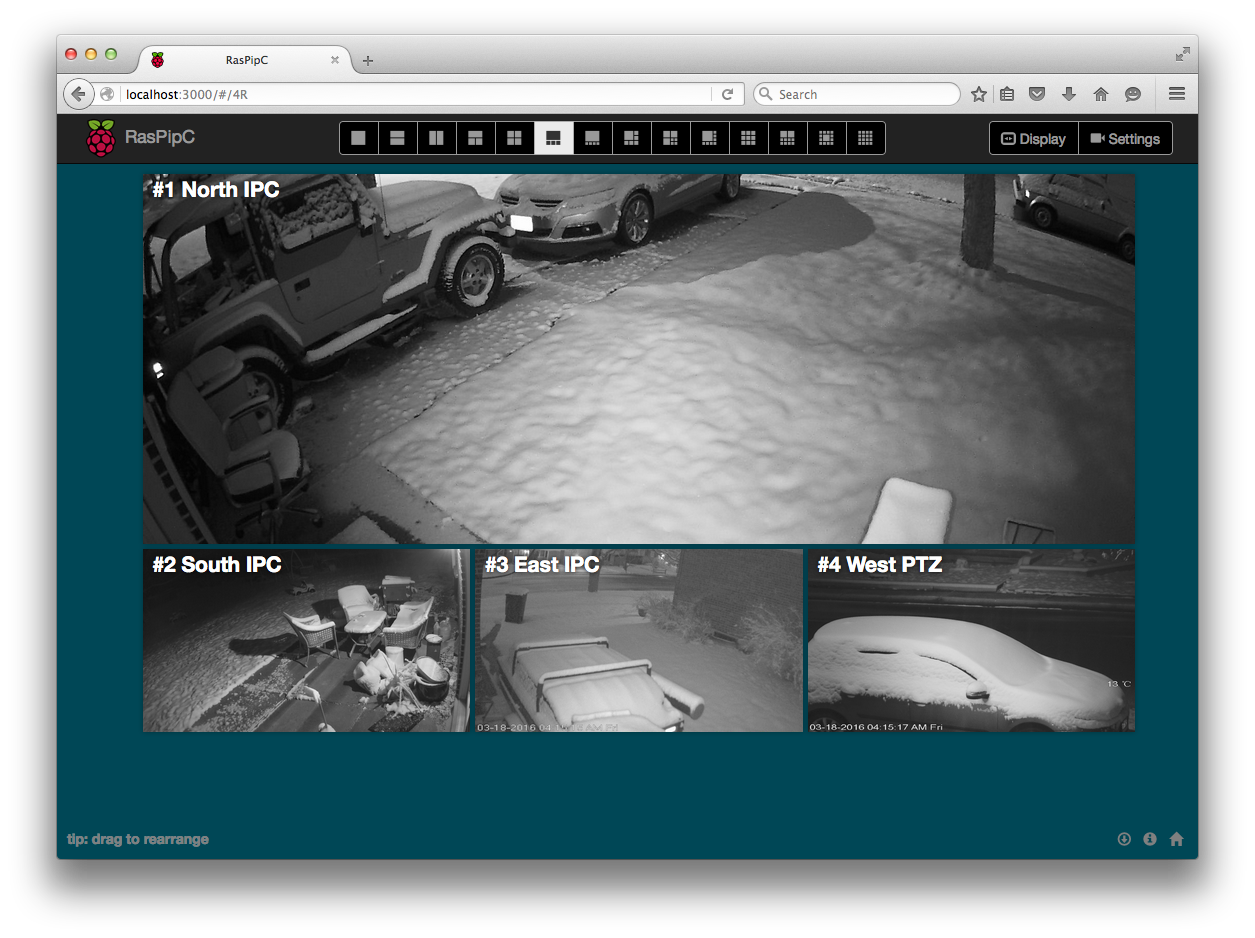 RasPipC
localhost:3000/#/4R
Search
RasPipC
Display
Settings
#1 North IPC
#2 South IPC
#3 East IPC
#4 West PTZ
13 °C
03-18-2016 04: AM Fri
03-18-2016 04:15:17 AM Fri
tip: drag to rearrange